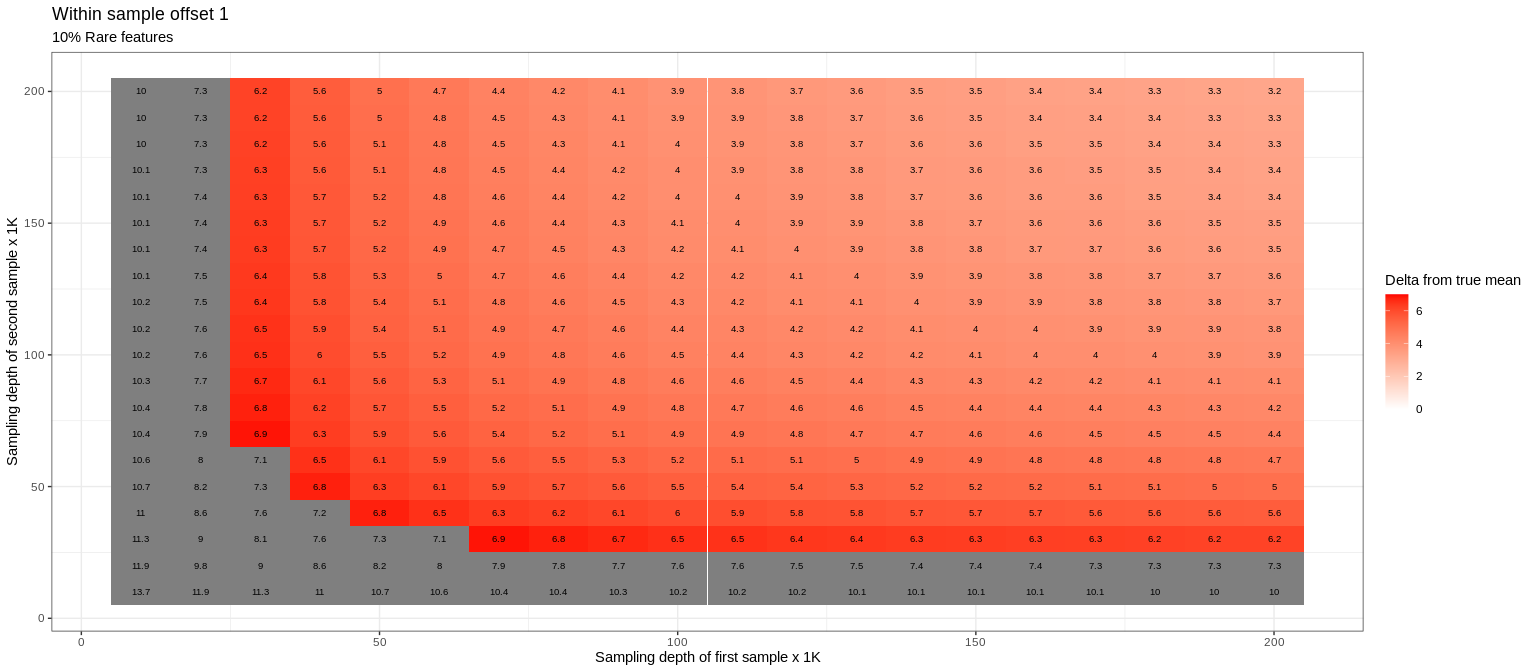 Within sample offset 1
10% Rare features
200 10 7.3 6.2 5.6 5 4.7 4.4 4.2 4.1 3.9 3.8 3.7 3.6 3.5 3.5 3.4 3.4 3.3 3.3 3.2
10 7.3 6.2 5.6 5 4.8 4.5 4.3 4.1 3.9 3.9 3.8 3.7 3.6 3.5 3.4 3.4 3.4 3.3 3.3
10 7.3 6.2 5.6 5.1 4.8 4.5 4.3 4.1 4 3.9 3.8 3.7 3.6 3.6 3.5 3.5 3.4 3.4 3.3
10.1 7.3 6.3 5.6 5.1 4.8 4.5 4.4 4.2 4 3.9 3.8 3.8 3.7 3.6 3.6 3.5 3.5 3.4 3.4
10.1 7.4 6.3 5.7 5.2 4.8 4.6 4.4 4.2 4 4 3.9 3.8 3.7 3.6 3.6 3.6 3.5 3.4 3.4
150 10.1 7.4 6.3 5.7 5.2 4.9 4.6 4.4 4.3 4.1 4 3.9 3.9 3.8 3.7 3.6 3.6 3.6 3.5 3.5
10.1 7.4 6.3 5.7 5.2 4.9 4.7 4.5 4.3 4.2 4.1 4 3.9 3.8 3.8 3.7 3.7 3.6 3.6 3.5
10.1 7.5 6.4 5.8 5.3 5 4.7 4.6 4.4 4.2 4.2 4.1 4 3.9 3.9 3.8 3.8 3.7 3.7 3.6
10.2 7.5 6.4 5.8 5.4 5.1 4.8 4.6 4.5 4.3 4.2 4.1 4.1 4 3.9 3.9 3.8 3.8 3.8 3.7
10.2 7.6 6.5 5.9 5.4 5.1 4.9 4.7 4.6 4.4 4.3 4.2 4.2 4.1 4 4 3.9 3.9 3.9 3.8
100 10.2 7.6 6.5 6 5.5 5.2 4.9 4.8 4.6 4.5 4.4 4.3 4.2 4.2 4.1 4 4 4 3.9 3.9
10.3 7.7 6.7 6.1 5.6 5.3 5.1 4.9 4.8 4.6 4.6 4.5 4.4 4.3 4.3 4.2 4.2 4.1 4.1 4.1
10.4 7.8 6.8 6.2 5.7 5.5 5.2 5.1 4.9 4.8 4.7 4.6 4.6 4.5 4.4 4.4 4.4 4.3 4.3 4.2
10.4 7.9 6.9 6.3 5.9 5.6 5.4 5.2 5.1 4.9 4.9 4.8 4.7 4.7 4.6 4.6 4.5 4.5 4.5 4.4
10.6 8 7.1 6.5 6.1 5.9 5.6 5.5 5.3 5.2 5.1 5.1 5 4.9 4.9 4.8 4.8 4.8 4.8 4.7
50 10.7 8.2 7.3 6.8 6.3 6.1 5.9 5.7 5.6 5.5 5.4 5.4 5.3 5.2 5.2 5.2 5.1 5.1 5 5
11 8.6 7.6 7.2 6.8 6.5 6.3 6.2 6.1 6 5.9 5.8 5.8 5.7 5.7 5.7 5.6 5.6 5.6 5.6
11.3 9 8.1 7.6 7.3 7.1 6.9 6.8 6.7 6.5 6.5 6.4 6.4 6.3 6.3 6.3 6.3 6.2 6.2 6.2
11.9 9.8 9 8.6 8.2 8 7.9 7.8 7.7 7.6 7.6 7.5 7.5 7.4 7.4 7.4 7.3 7.3 7.3 7.3
13.7 11.9 11.3 11 10.7 10.6 10.4 10.4 10.3 10.2 10.2 10.2 10.1 10.1 10.1 10.1 10.1 10 10 10
0
0 50 100 150 200
Sampling depth of first sample x 1K
Sampling depth of second sample x 1K
Delta from true mean
6
4
2
0